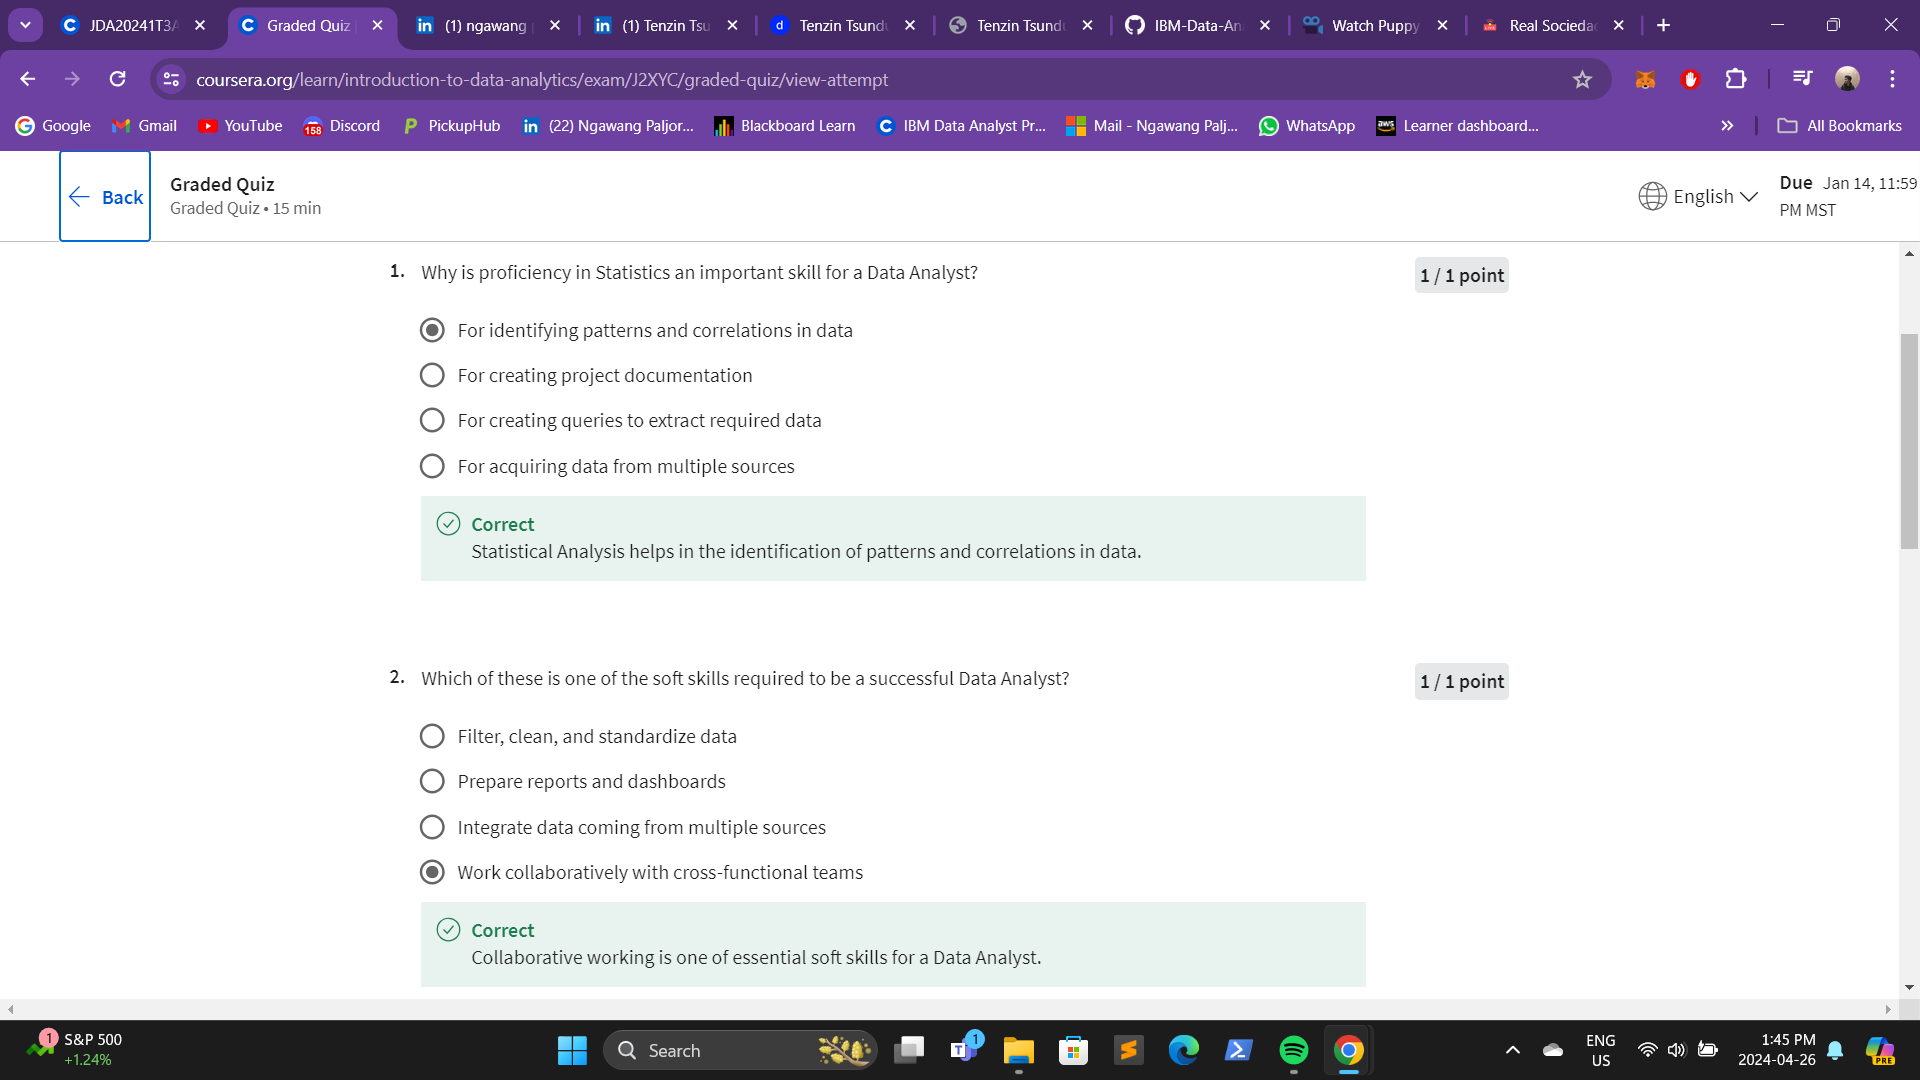 JDA20241T3A
Graded Quiz
(1) ngawang
(1) Tenzin Tsu
Tenzin Tsundu
Tenzin Tsundu
IBM-Data-An
Watch Puppy
Real Sociedad
coursera.org/learn/introduction-to-data-analytics/exam/J2XYC/graded-quiz/view-attempt
Google
Gmail
YouTube
158
Discord
PickupHub
(22) Ngawang Paljor...
Blackboard Learn
IBM Data Analyst Pr...
Mail - Ngawang Palj...
WhatsApp
aws
Learner dashboard...
All Bookmarks
Back
Graded Quiz
Graded Quiz • 15 min
English
Due Jan 14, 11:59
PM MST
1. Why is proficiency in Statistics an important skill for a Data Analyst?
1 / 1 point
For identifying patterns and correlations in data
For creating project documentation
For creating queries to extract required data
For acquiring data from multiple sources
Correct
Statistical Analysis helps in the identification of patterns and correlations in data.
2. Which of these is one of the soft skills required to be a successful Data Analyst?
1 / 1 point
Filter, clean, and standardize data
Prepare reports and dashboards
Integrate data coming from multiple sources
Work collaboratively with cross-functional teams
Correct
Collaborative working is one of essential soft skills for a Data Analyst.
1
S&P 500
+1.24%
Search
1
ENG
US
1:45 PM
2024-04-26
PRE